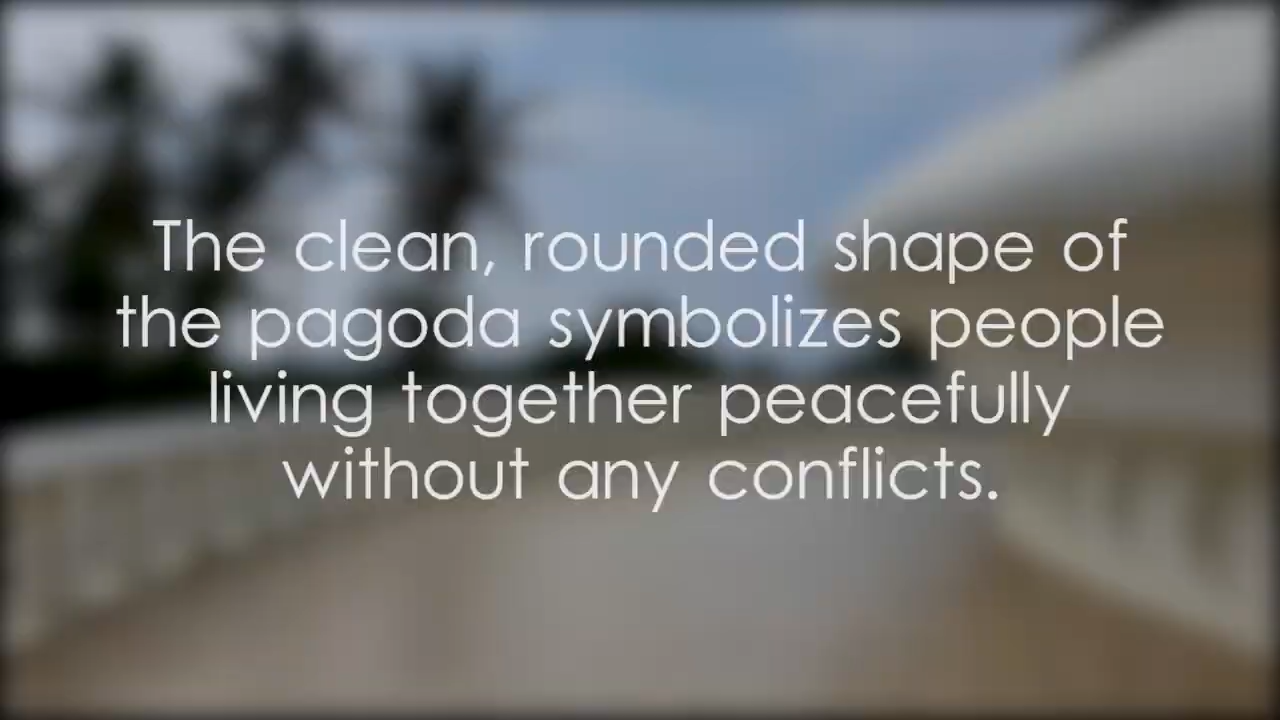 The clean, rounded shape of
the pagoda symbolizes people
living together peacefully
without any conflicts.